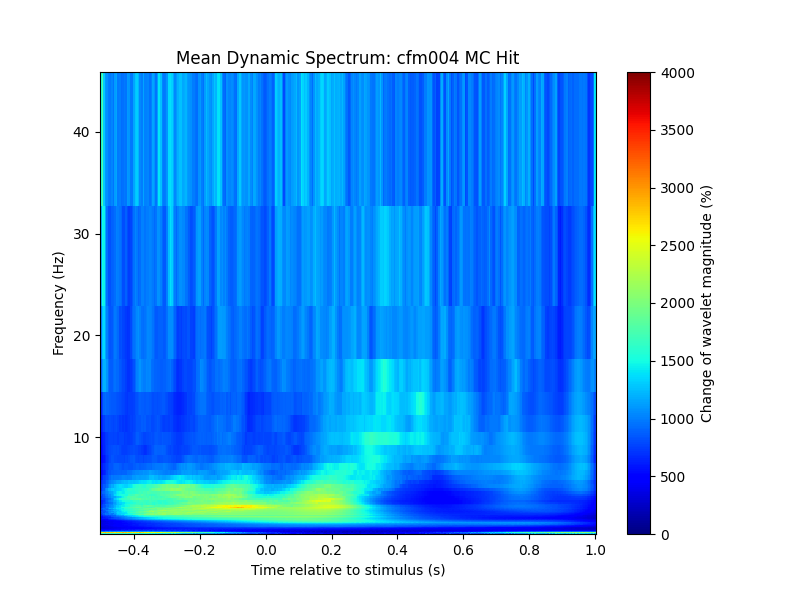 Mean Dynamic Spectrum: cfm004 MC Hit
Frequency (Hz)
40
30
20
10
−0.4 −0.2 0.0 0.2 0.4 0.6 0.8 1.0
Time relative to stimulus (s)
4000
3500
3000
2500
2000
1500
1000
500
0
Change of wavelet magnitude (%)